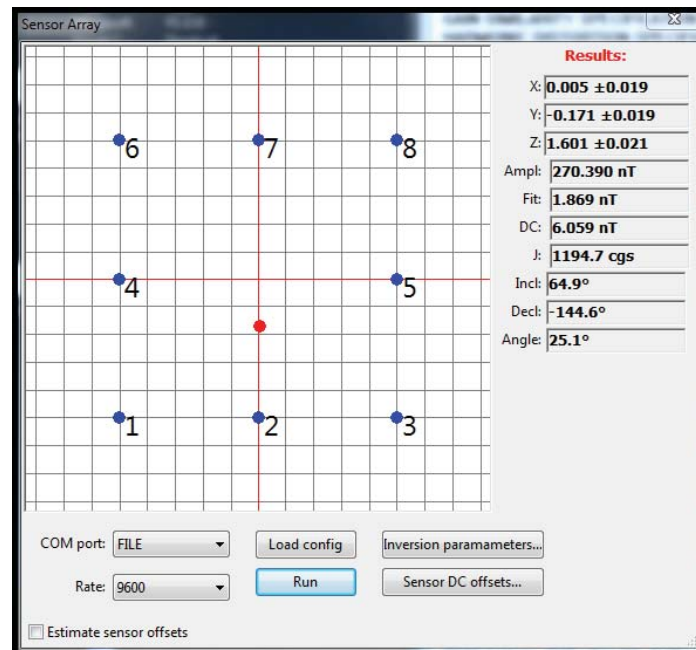 Sensor Array
Results:
X: 0.005 ±0.019
Y: -0.171 ±0.019
Z: 1.601 ±0.021
Ampl: 270.390 nT
Fit: 1.869 nT
DC: 6.059 nT
J: 1194.7 cgs
Incl: 64.9°
Decl: -144.6°
Angle: 25.1°
6 7 8
4 5
1 2 3
COM port: FILE Load config Inversion paramameters...
Rate: 9600 Run Sensor DC offsets...
Estimate sensor offsets